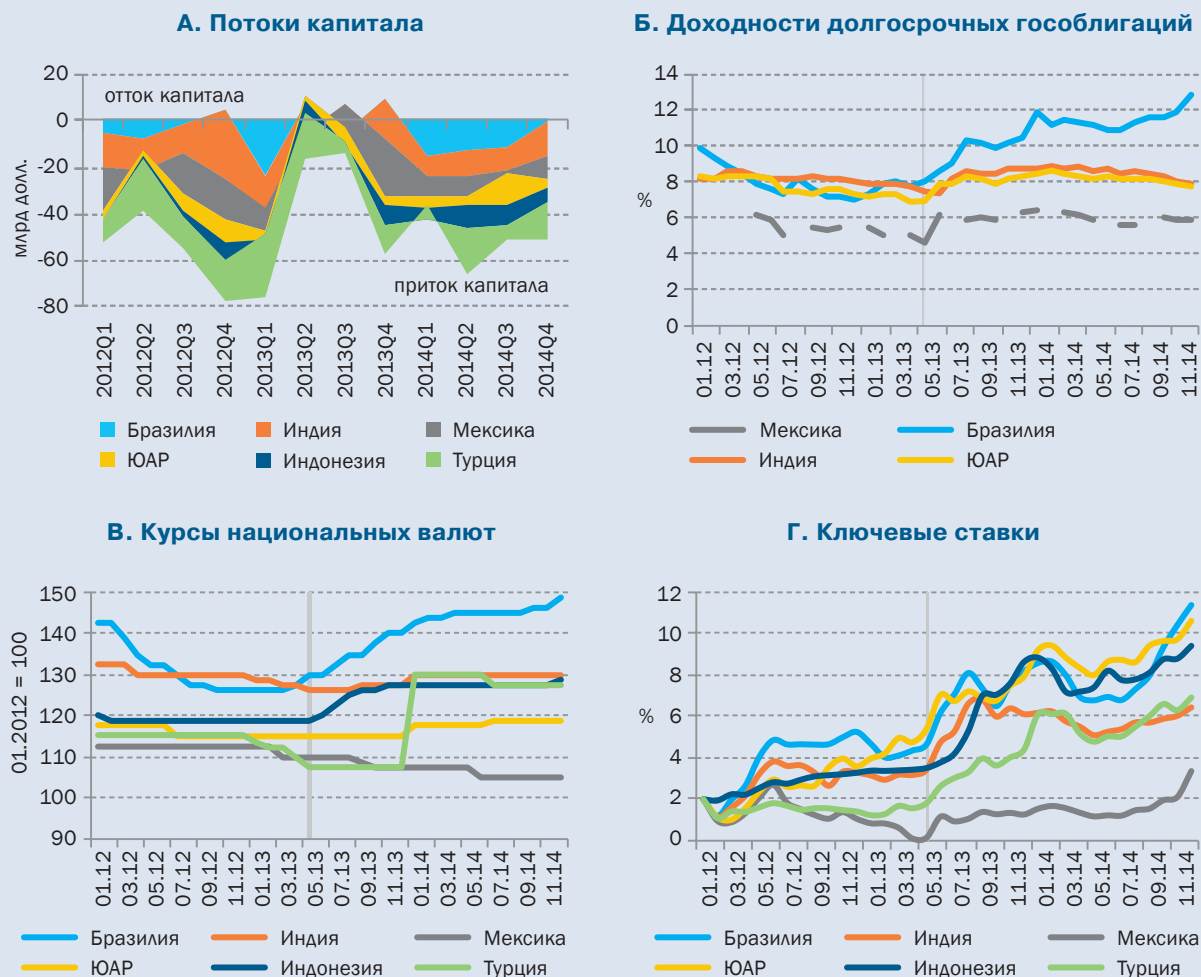 А. Потоки капитала
20
0
-20
-40
-60
-80
млрд долл.
отток капитала
приток капитала
2012Q1
2012Q2
2012Q3
2012Q4
2013Q1
2013Q2
2013Q3
2013Q4
2014Q1
2014Q2
2014Q3
2014Q4
Бразилия
Индия
Мексика
ЮАР
Индонезия
Турция
Б. Доходности долгосрочных гособлигаций
14
12
10
8
6
4
2
0
%
01.12
03.12
05.12
07.12
09.12
11.12
01.13
03.13
05.13
07.13
09.13
11.13
01.14
03.14
05.14
07.14
09.14
11.14
Мексика
Бразилия
Индия
ЮАР
В. Курсы национальных валют
150
140
130
120
110
100
90
01.2012 = 100
01.12
03.12
05.12
07.12
09.12
11.12
01.13
03.13
05.13
07.13
09.13
11.13
01.14
03.14
05.14
07.14
09.14
11.14
Бразилия
Индия
Мексика
ЮАР
Индонезия
Турция
Г. Ключевые ставки
12
10
8
6
4
2
0
%
01.12
03.12
05.12
07.12
09.12
11.12
01.13
03.13
05.13
07.13
09.13
11.13
01.14
03.14
05.14
07.14
09.14
11.14
Бразилия
Индия
Мексика
ЮАР
Индонезия
Турция